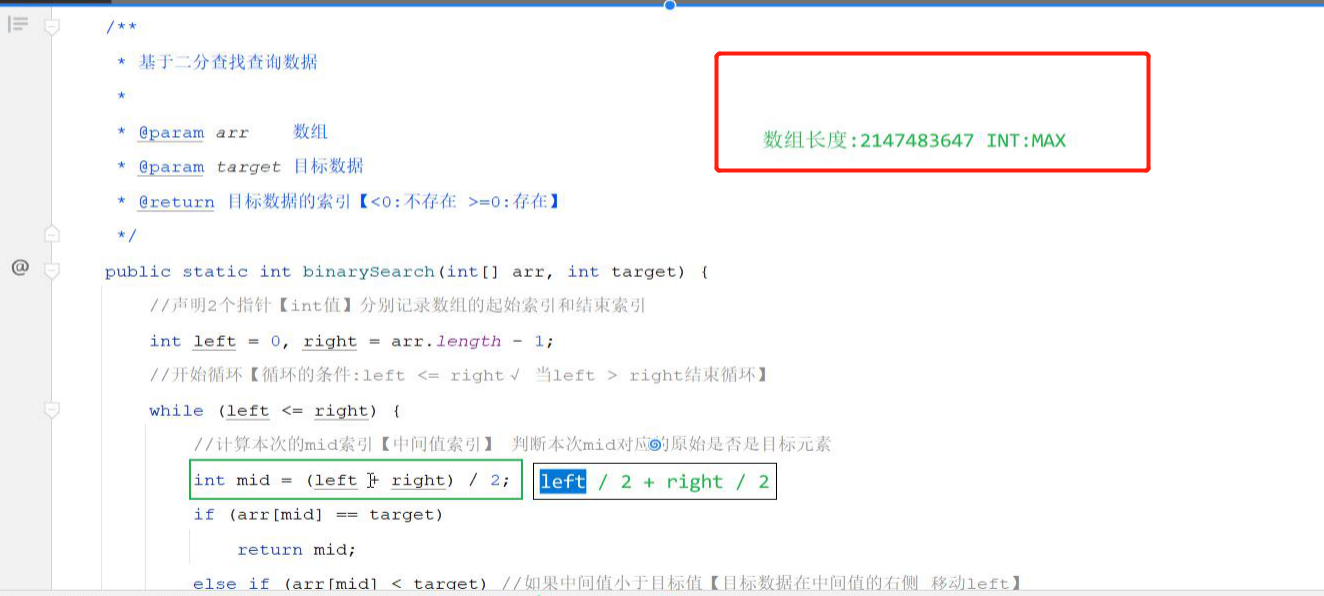 /**
* 基于二分查找查询数据
*
* @param arr 数组
* @param target 目标数据
* @return 目标数据的索引【<0:不存在 >=0:存在】
*/
数组长度:2147483647 INT:MAX
@
public static int binarySearch(int[] arr, int target) {
//声明2个指针【int值】分别记录数组的起始索引和结束索引
int left = 0, right = arr.length - 1;
//开始循环【循环的条件:left <= right√ 当left > right结束循环】
while (left <= right) {
//计算本次的mid索引【中间值索引】 判断本次mid对应的原始是否是目标元素
int mid = (left + right) / 2; left / 2 + right / 2
if (arr[mid] == target)
return mid;
else if (arr[mid] < target) //如果中间值小于目标值【目标数据在中间值的右侧 移动left】